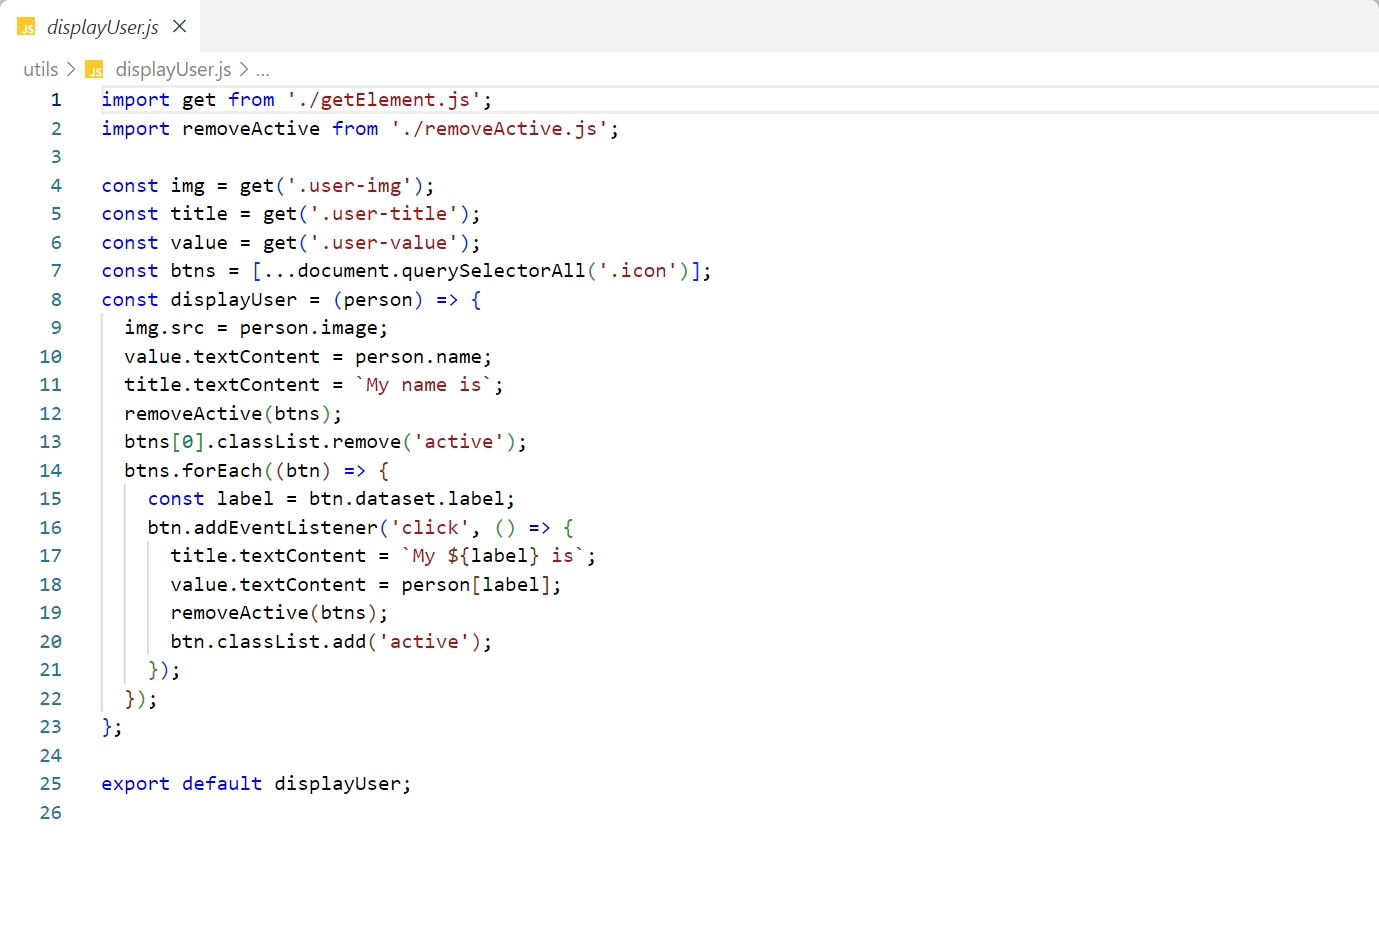 JS displayUser.js ×
utils > JS displayUser.js > ...
1 import get from './getElement.js';
2 import removeActive from './removeActive.js';
3
4 const img = get('.user-img');
5 const title = get('.user-title');
6 const value = get('.user-value');
7 const btns = [...document.querySelectorAll('.icon')];
8 const displayUser = (person) => {
9   img.src = person.image;
10   value.textContent = person.name;
11   title.textContent = `My name is`;
12   removeActive(btns);
13   btns[0].classList.remove('active');
14   btns.forEach((btn) => {
15     const label = btn.dataset.label;
16     btn.addEventListener('click', () => {
17       title.textContent = `My ${label} is`;
18       value.textContent = person[label];
19       removeActive(btns);
20       btn.classList.add('active');
21     });
22   });
23 };
24
25 export default displayUser;
26